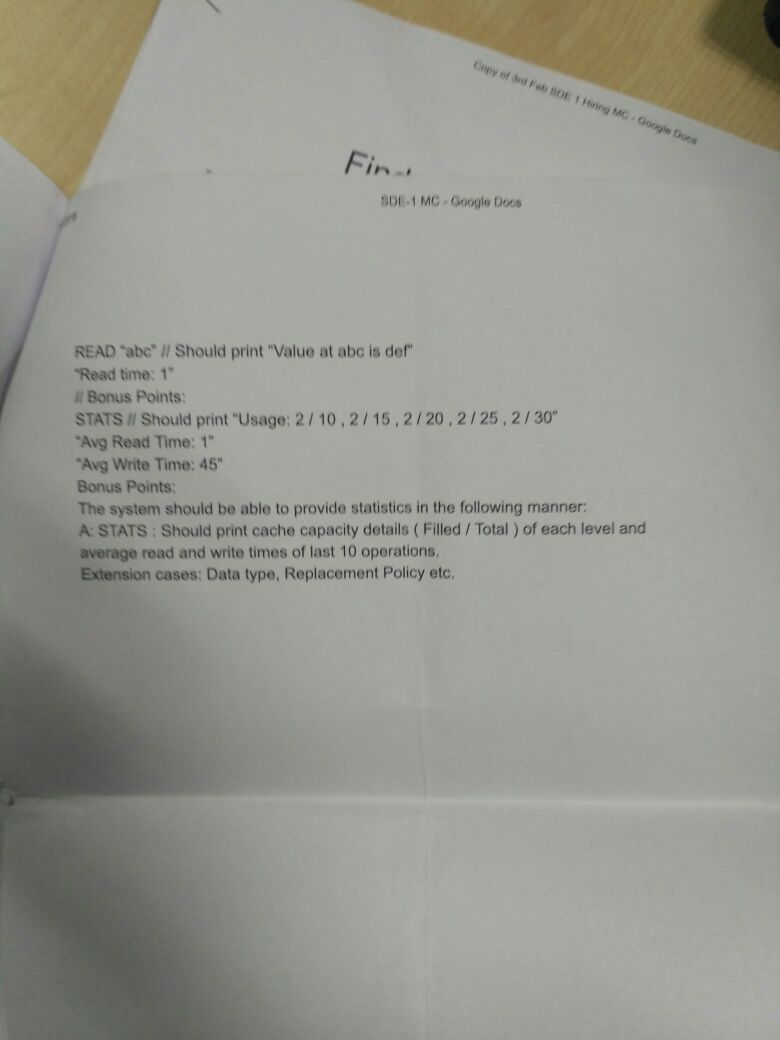 Copy of 3rd Feb SDE 1 Hiring MC - Google Docs
SDE-1 MC - Google Docs
READ "abc" // Should print "Value at abc is def"
"Read time: 1"
// Bonus Points:
STATS // Should print "Usage: 2 / 10 , 2 / 15 , 2 / 20 , 2 / 25 , 2 / 30"
"Avg Read Time: 1"
"Avg Write Time: 45"
Bonus Points:
The system should be able to provide statistics in the following manner:
A: STATS : Should print cache capacity details ( Filled / Total ) of each level and
average read and write times of last 10 operations.
Extension cases: Data type, Replacement Policy etc.